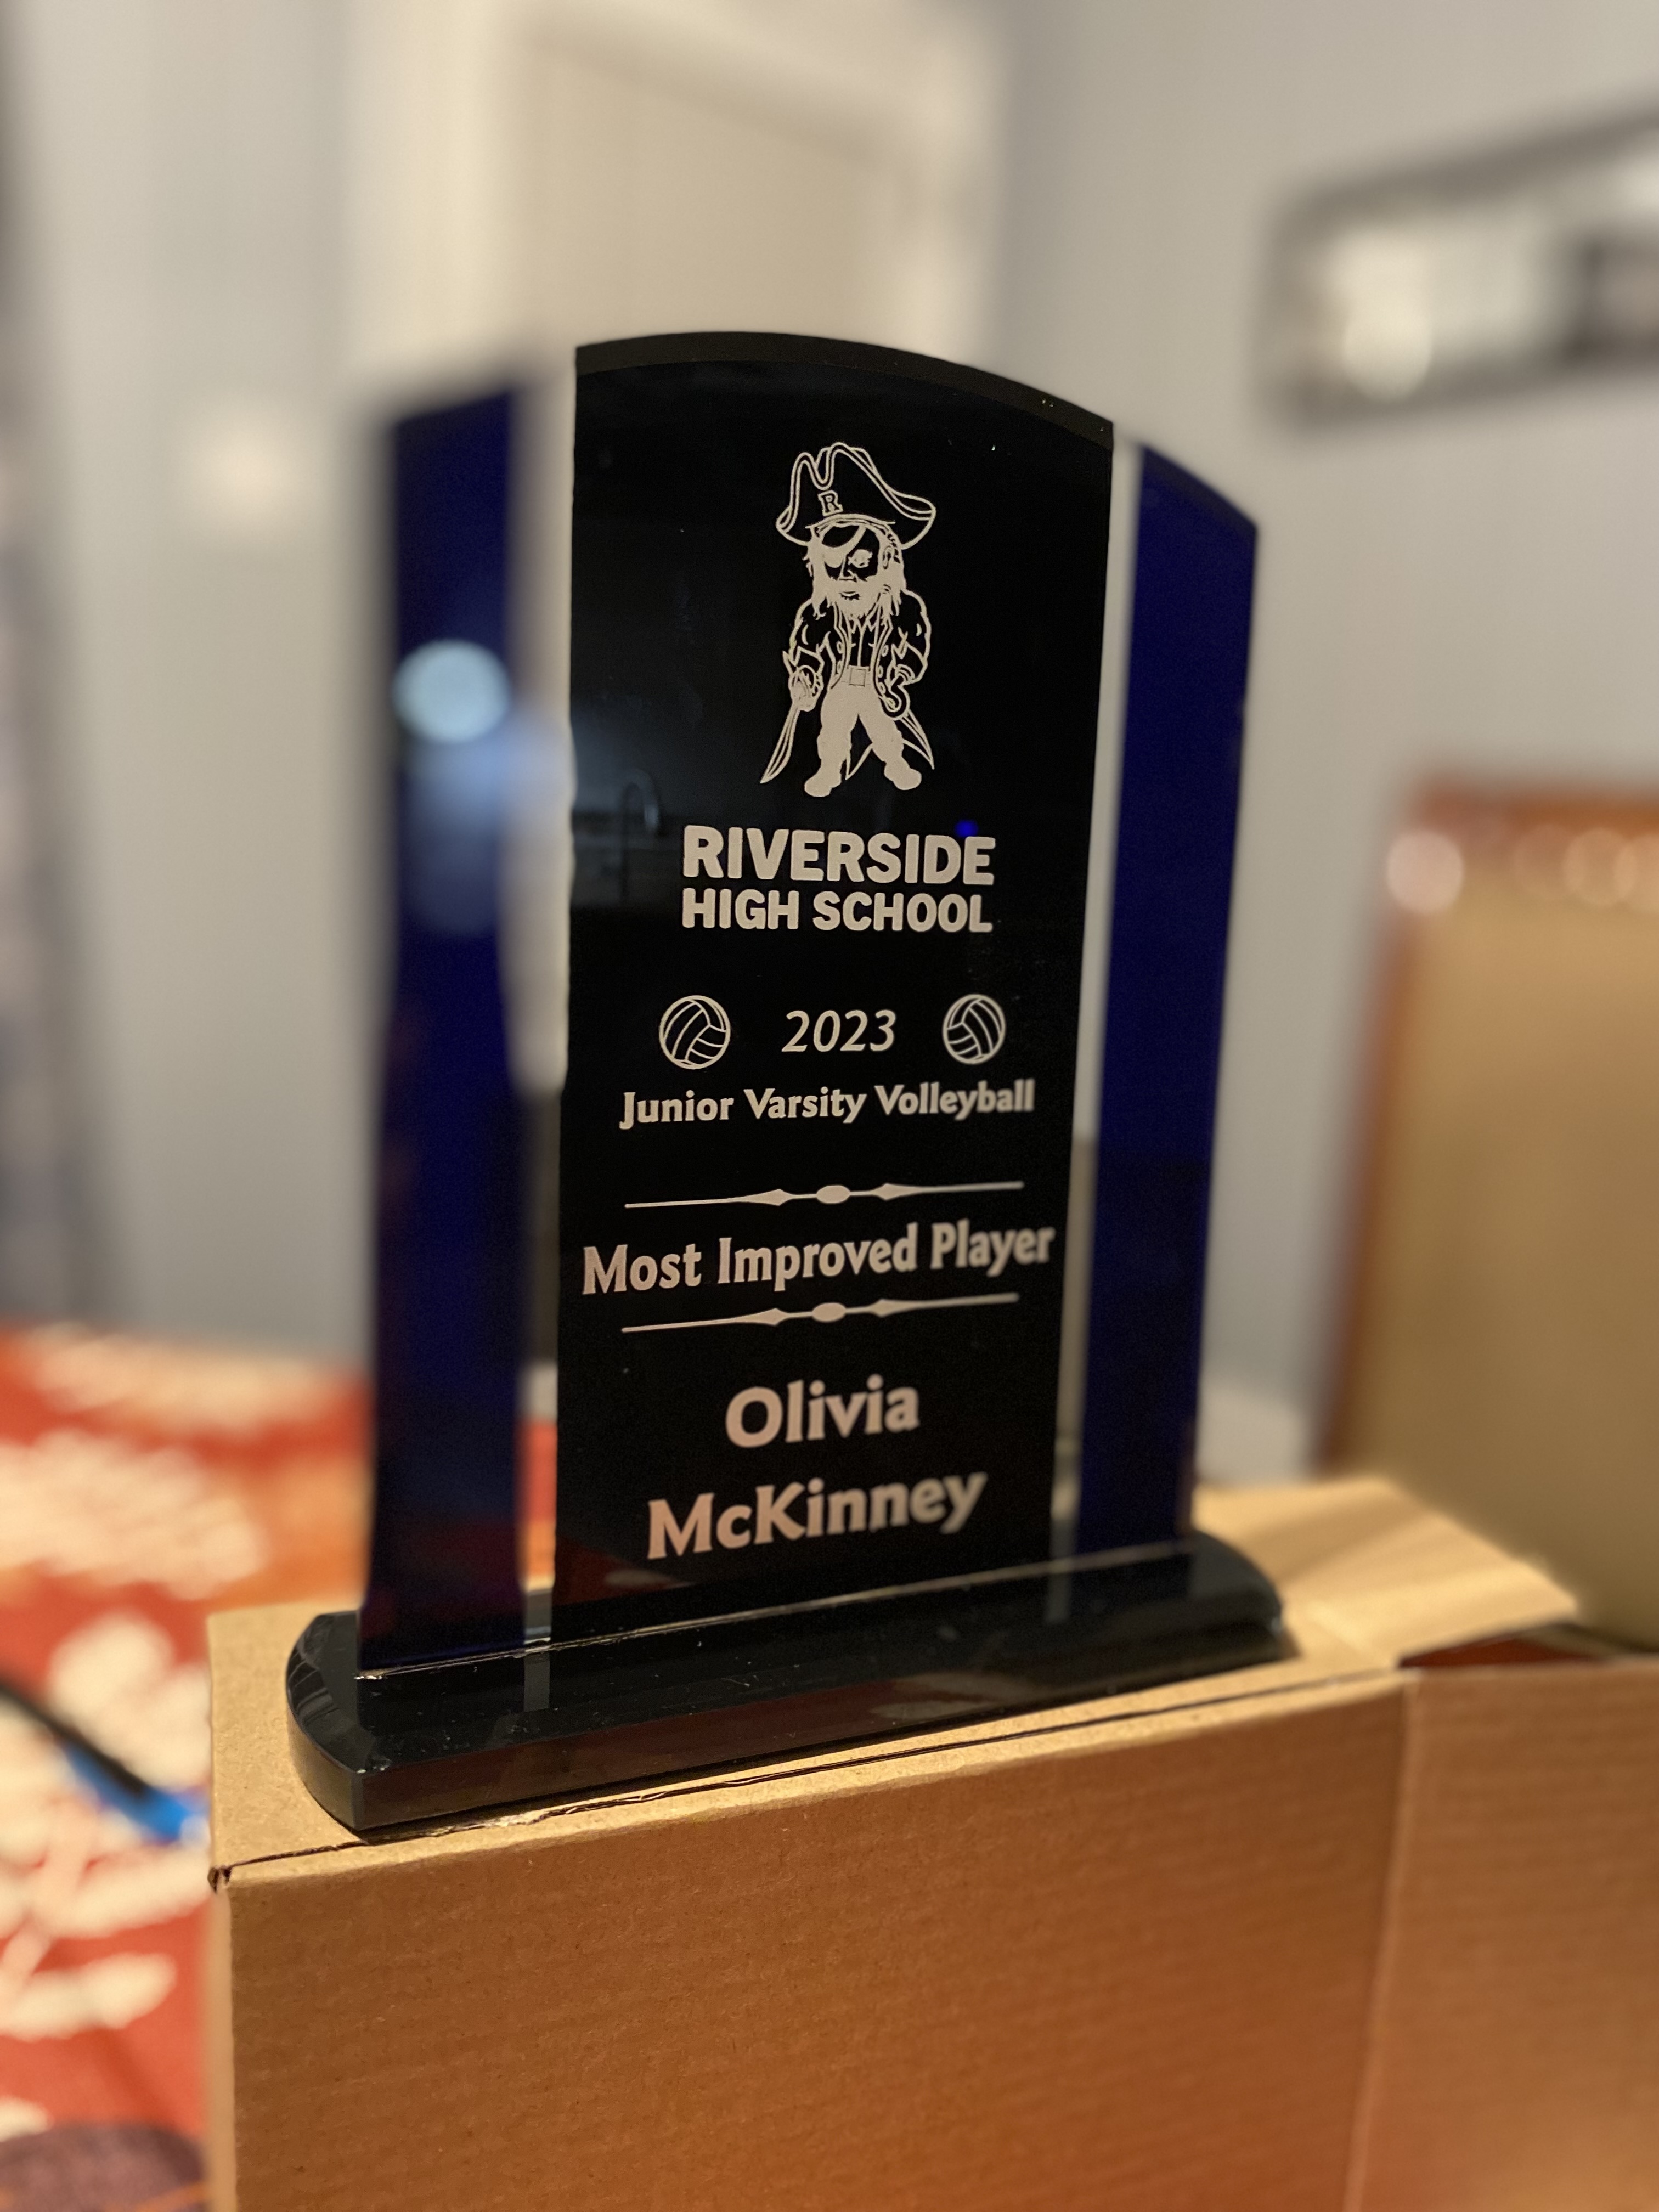 R
RIVERSIDE
HIGH SCHOOL
2023
Junior Varsity Volleyball
Most Improved Player
Olivia
McKinney